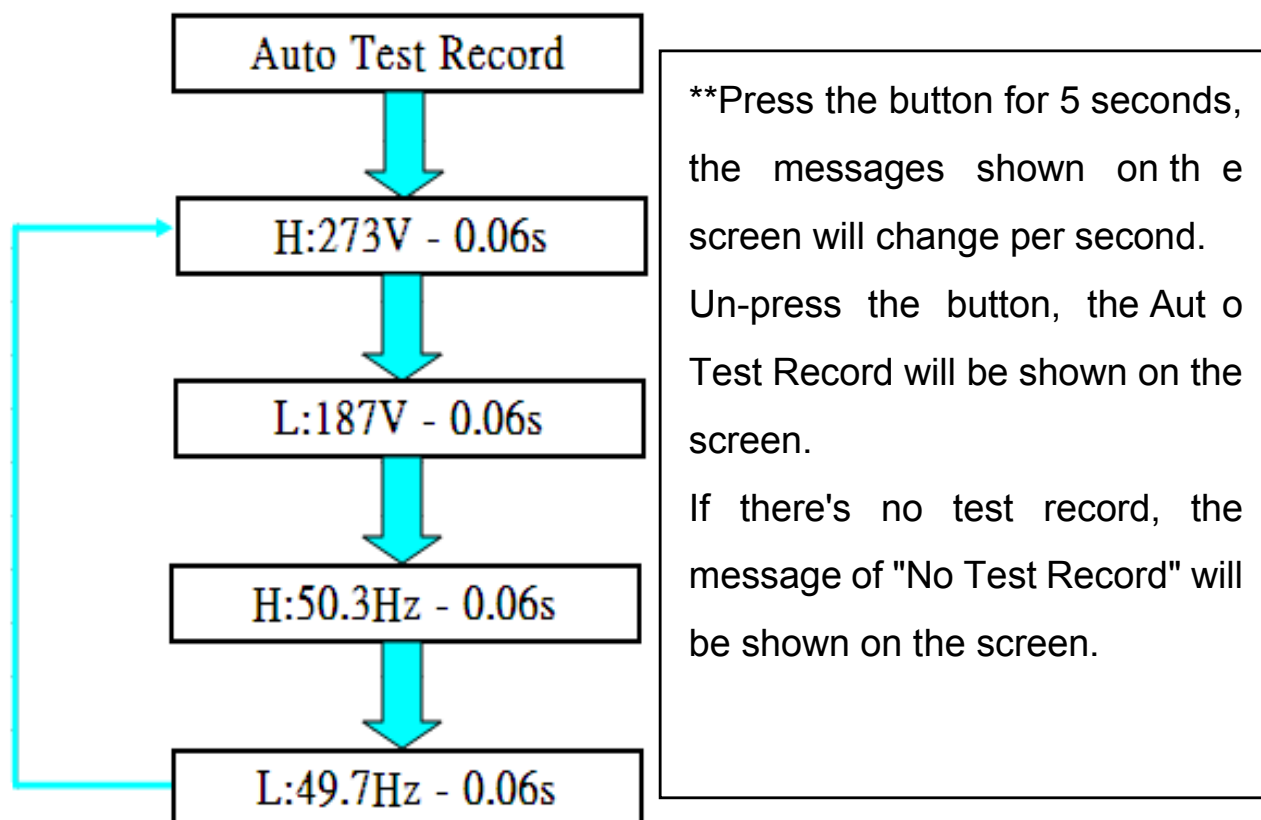 Auto Test Record
H:273V - 0.06s
L:187V - 0.06s
H:50.3Hz - 0.06s
L:49.7Hz - 0.06s
**Press the button for 5 seconds,
the messages shown on th e
screen will change per second.
Un-press the button, the Aut o
Test Record will be shown on the
screen.
If there's no test record, the
message of "No Test Record" will
be shown on the screen.